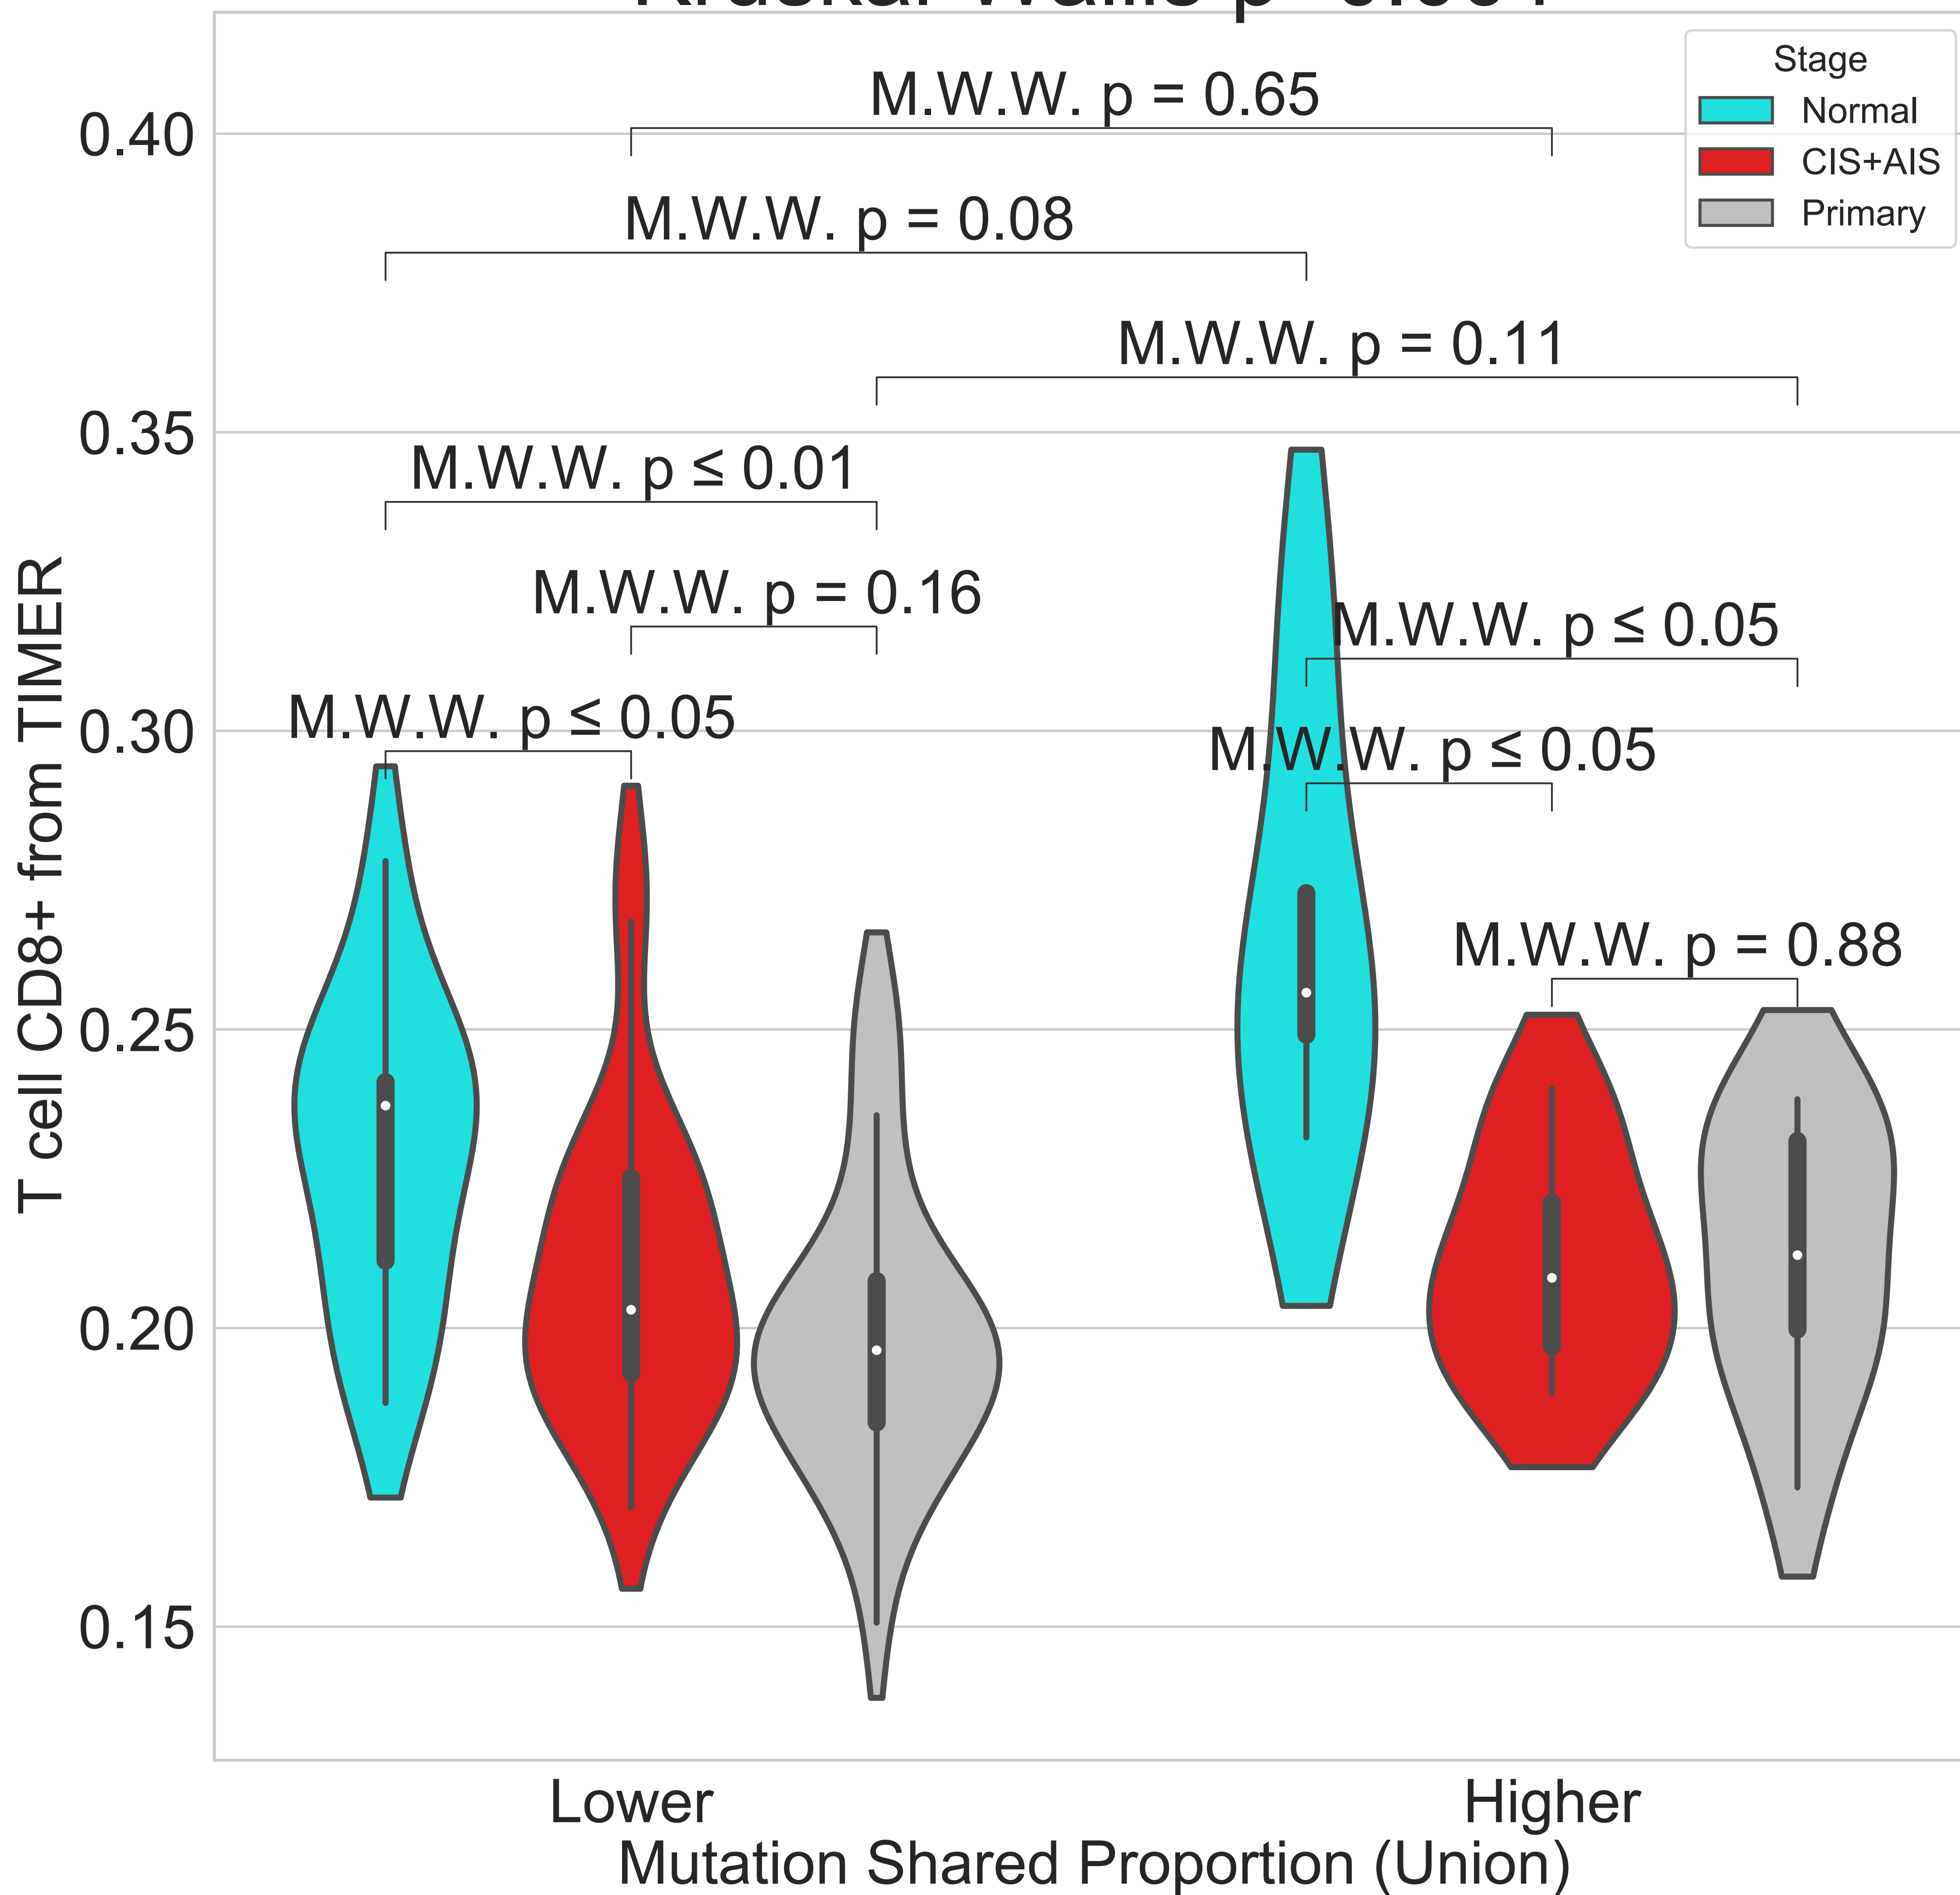 Stage
Normal
CIS+AIS
Primary
M.W.W. p = 0.65
M.W.W. p = 0.08
M.W.W. p = 0.11
M.W.W. p ≤ 0.01
M.W.W. p = 0.16
M.W.W. p ≤ 0.05
M.W.W. p ≤ 0.05
M.W.W. p ≤ 0.05
M.W.W. p = 0.88
0.40
0.35
0.30
0.25
0.20
0.15
T cell CD8+ from TIMER
Lower
Higher
Mutation Shared Proportion (Union)